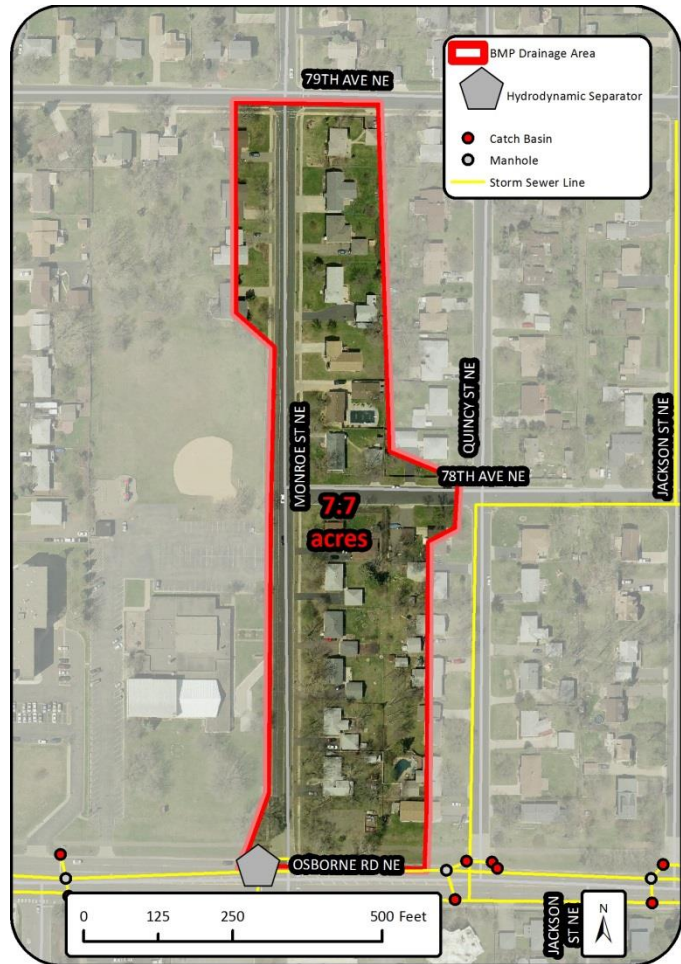 79TH AVE NE
BMP Drainage Area
Hydrodynamic Separator
Catch Basin
Manhole
Storm Sewer Line
MONROE ST NE
QUINCY ST NE
JACKSON ST NE
78TH AVE NE
7.7
acres
OSBORNE RD NE
0 125 250 500 Feet
JACKSON
ST NE
N